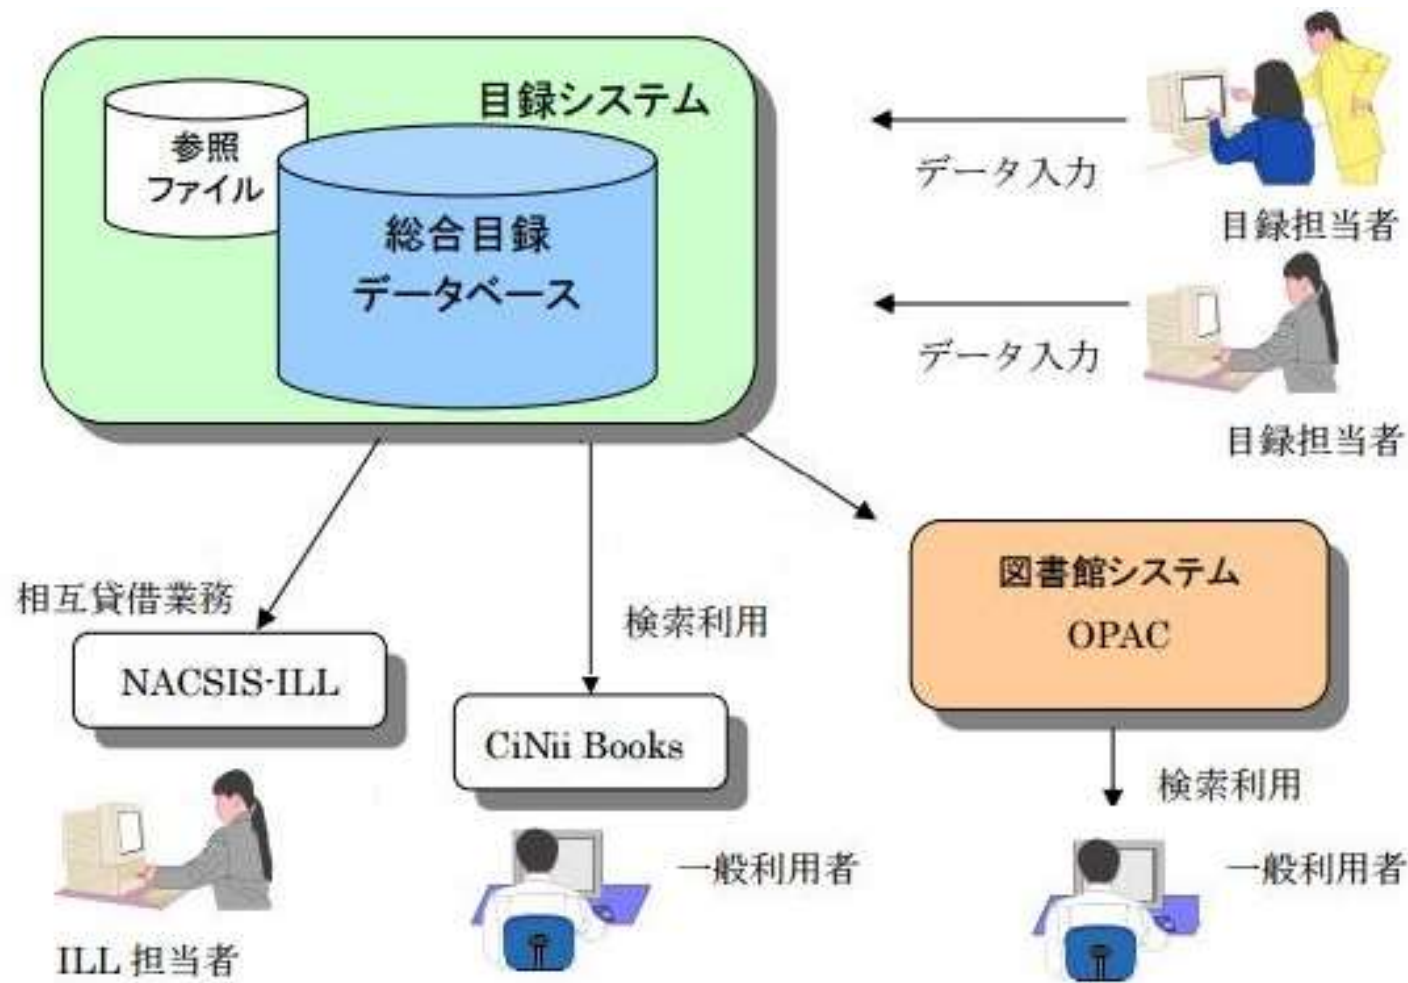 目録システム
参照
ファイル
総合目録
データベース
データ入力
目録担当者
データ入力
目録担当者
相互貸借業務
NACSIS-ILL
検索利用
CiNii Books
図書館システム
OPAC
検索利用
ILL 担当者
一般利用者
一般利用者